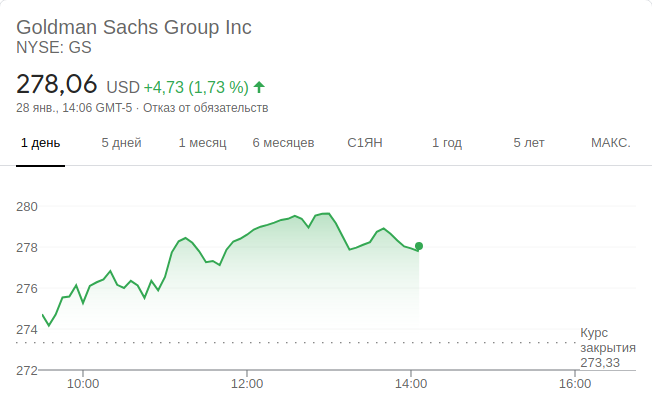 Goldman Sachs Group Inc
NYSE: GS
278,06 USD +4,73 (1,73 %)
28 янв., 14:06 GMT-5 · Отказ от обязательств
1 день 5 дней 1 месяц 6 месяцев С1ЯН 1 год 5 лет МАКС.
280
278
276
274
Курс
закрытия
273,33
272
10:00 12:00 14:00 16:00